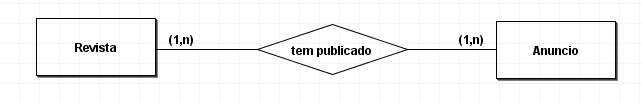 Revista
(1,n)
tem publicado
(1,n)
Anuncio